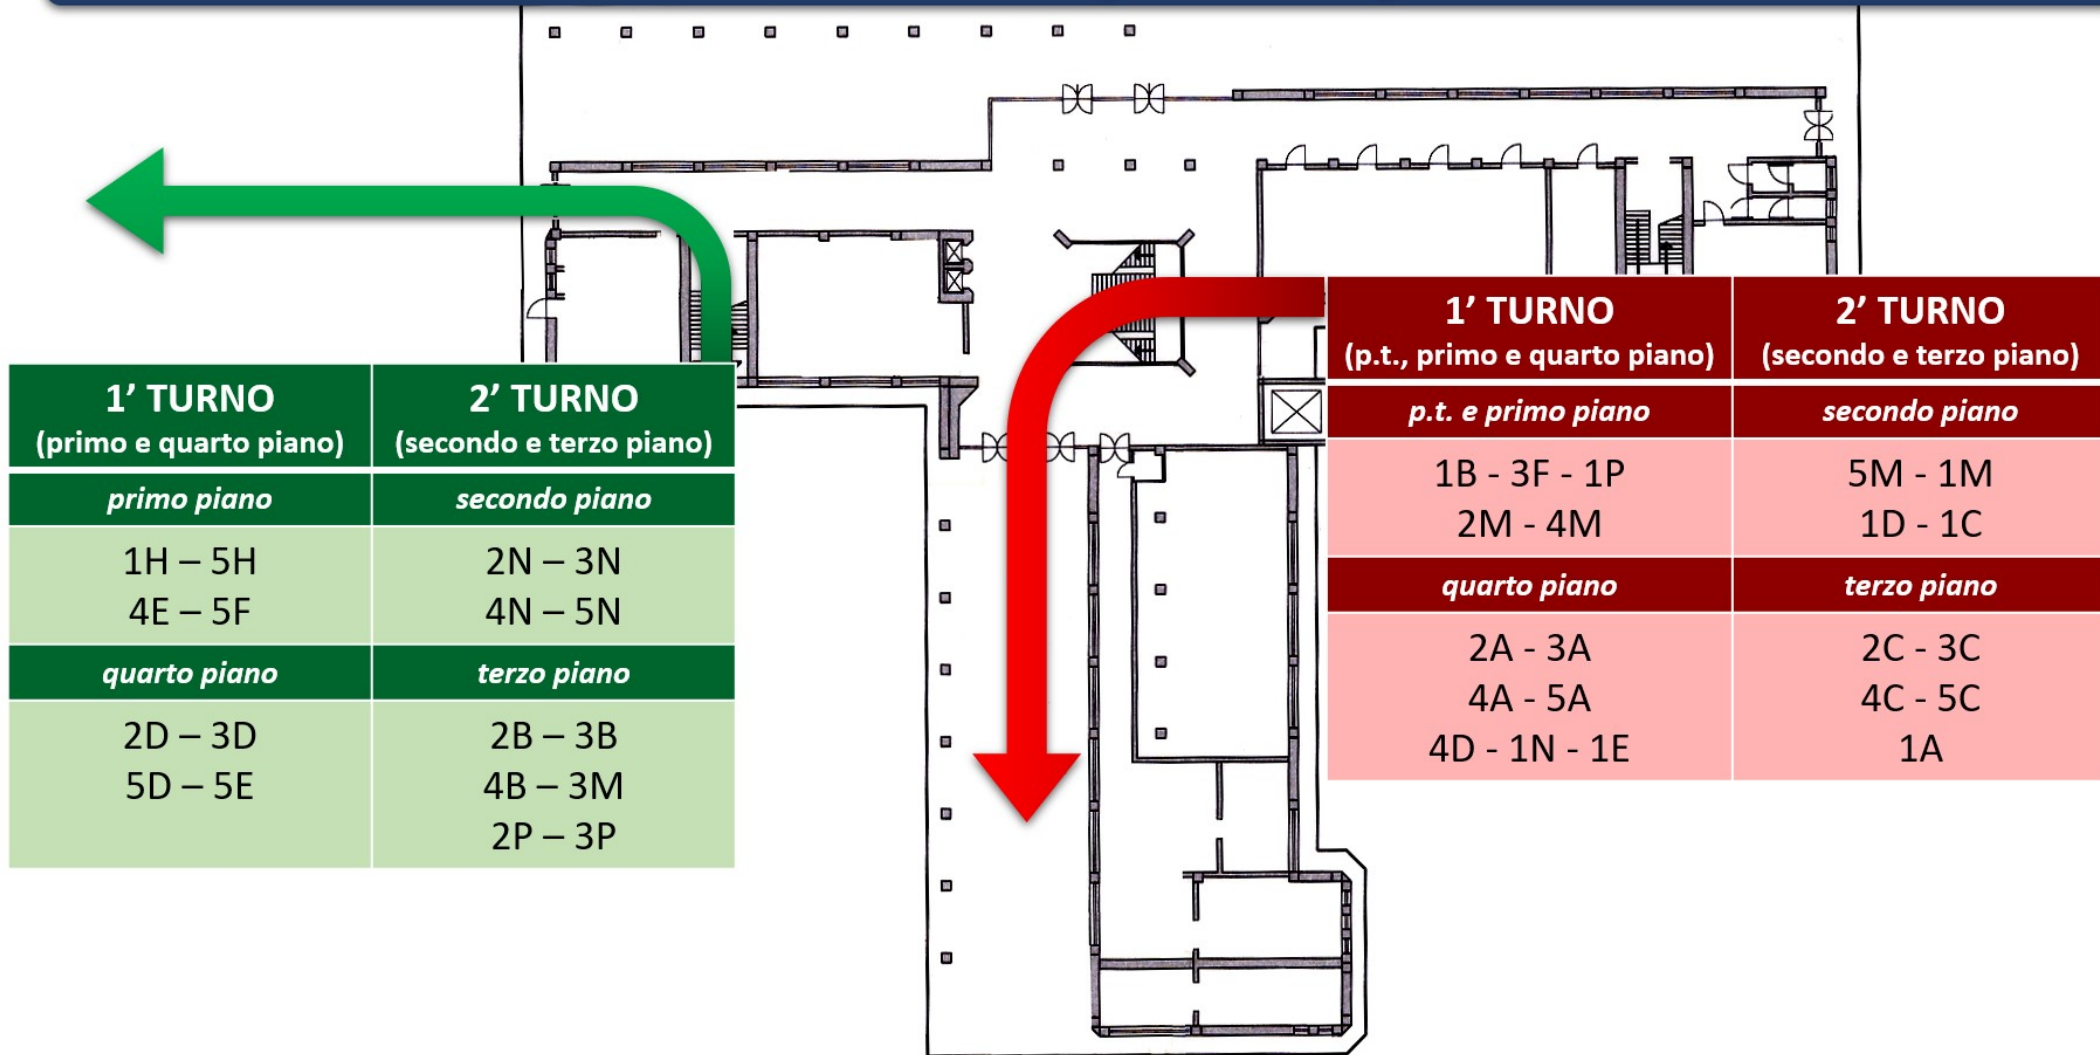 1’ TURNO
(primo e quarto piano)
2’ TURNO
(secondo e terzo piano)
primo piano
secondo piano
1H – 5H
4E – 5F
2N – 3N
4N – 5N
quarto piano
terzo piano
2D – 3D
5D – 5E
2B – 3B
4B – 3M
2P – 3P
1’ TURNO
(p.t., primo e quarto piano)
2’ TURNO
(secondo e terzo piano)
p.t. e primo piano
secondo piano
1B - 3F - 1P
2M - 4M
5M - 1M
1D - 1C
quarto piano
terzo piano
2A - 3A
4A - 5A
4D - 1N - 1E
2C - 3C
4C - 5C
1A